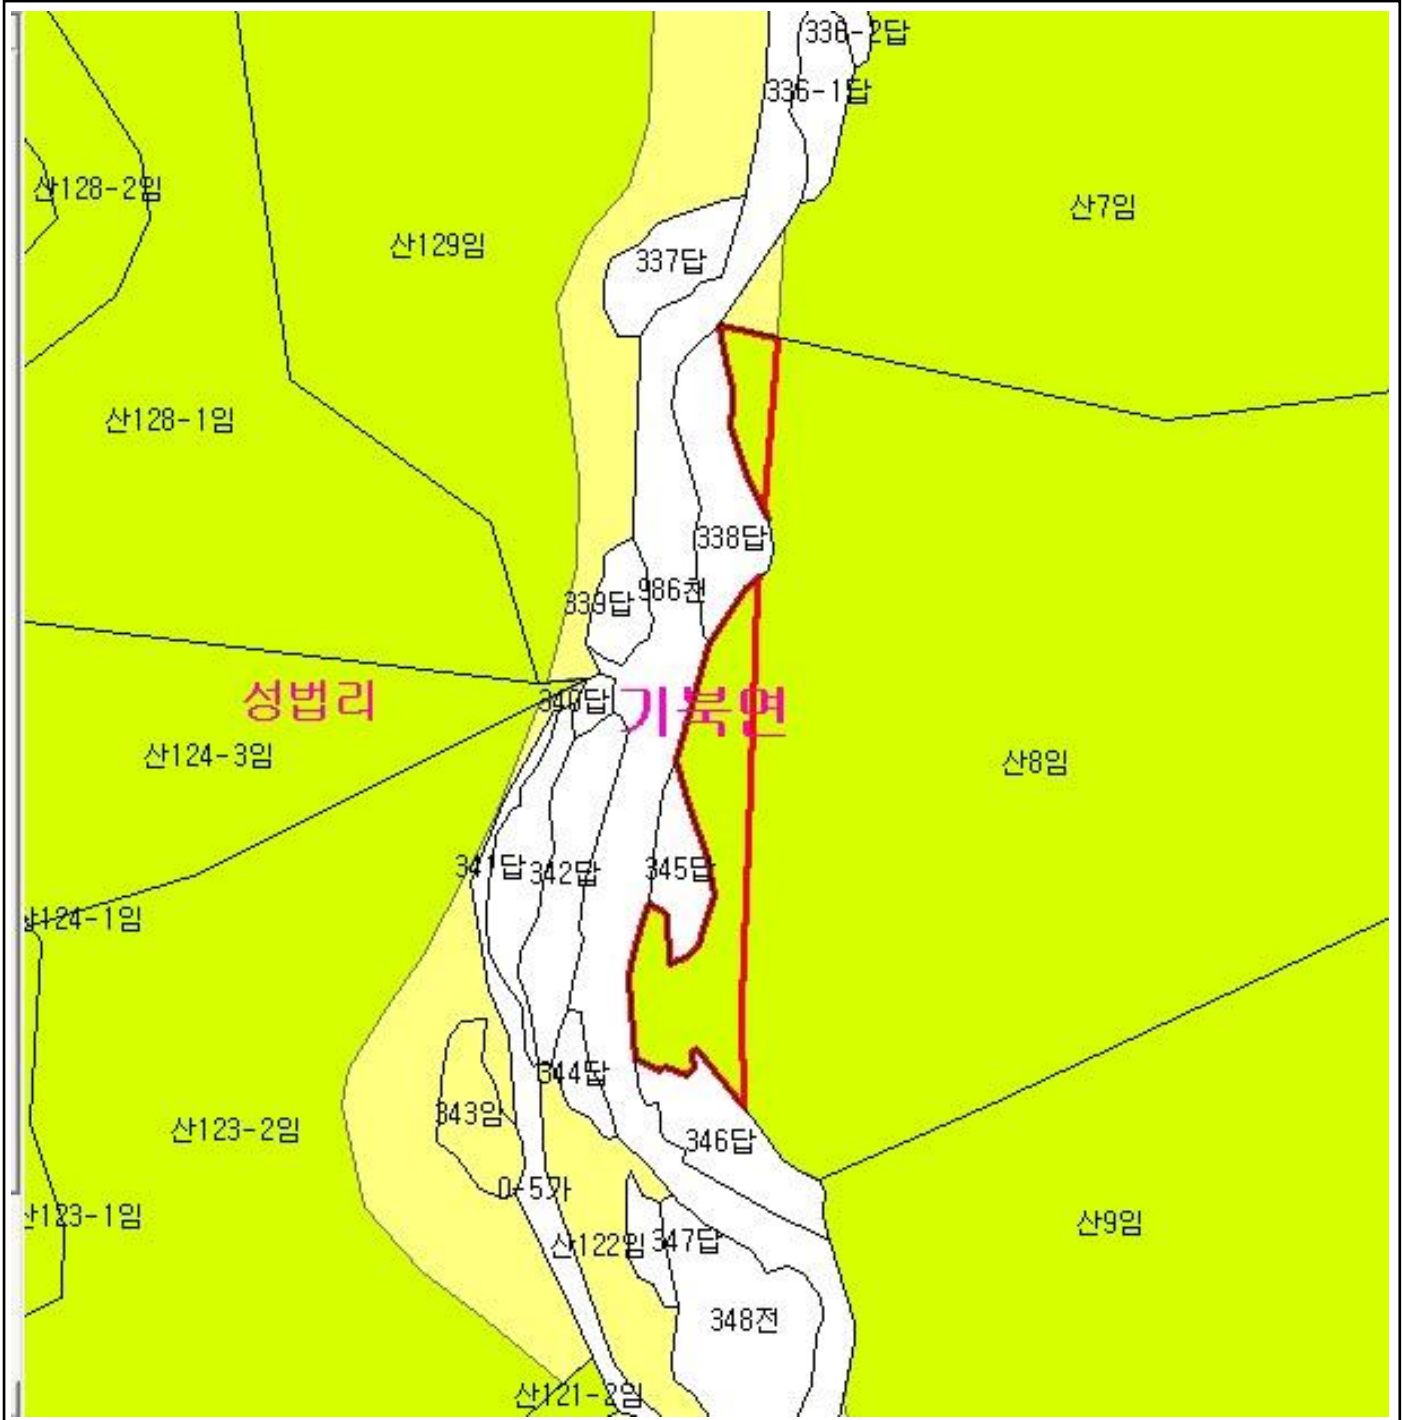 336-2답
336-1답
산128-2임
산7임
산129임
337답
산128-1임
338답
986천
339답
성법리
340답
기북면
산124-3임
산8임
341답
342답
345답
산124-1임
344답
343임
산123-2임
346답
0-5가
산123-1임
산9임
산122임
347답
348전
산121-2임